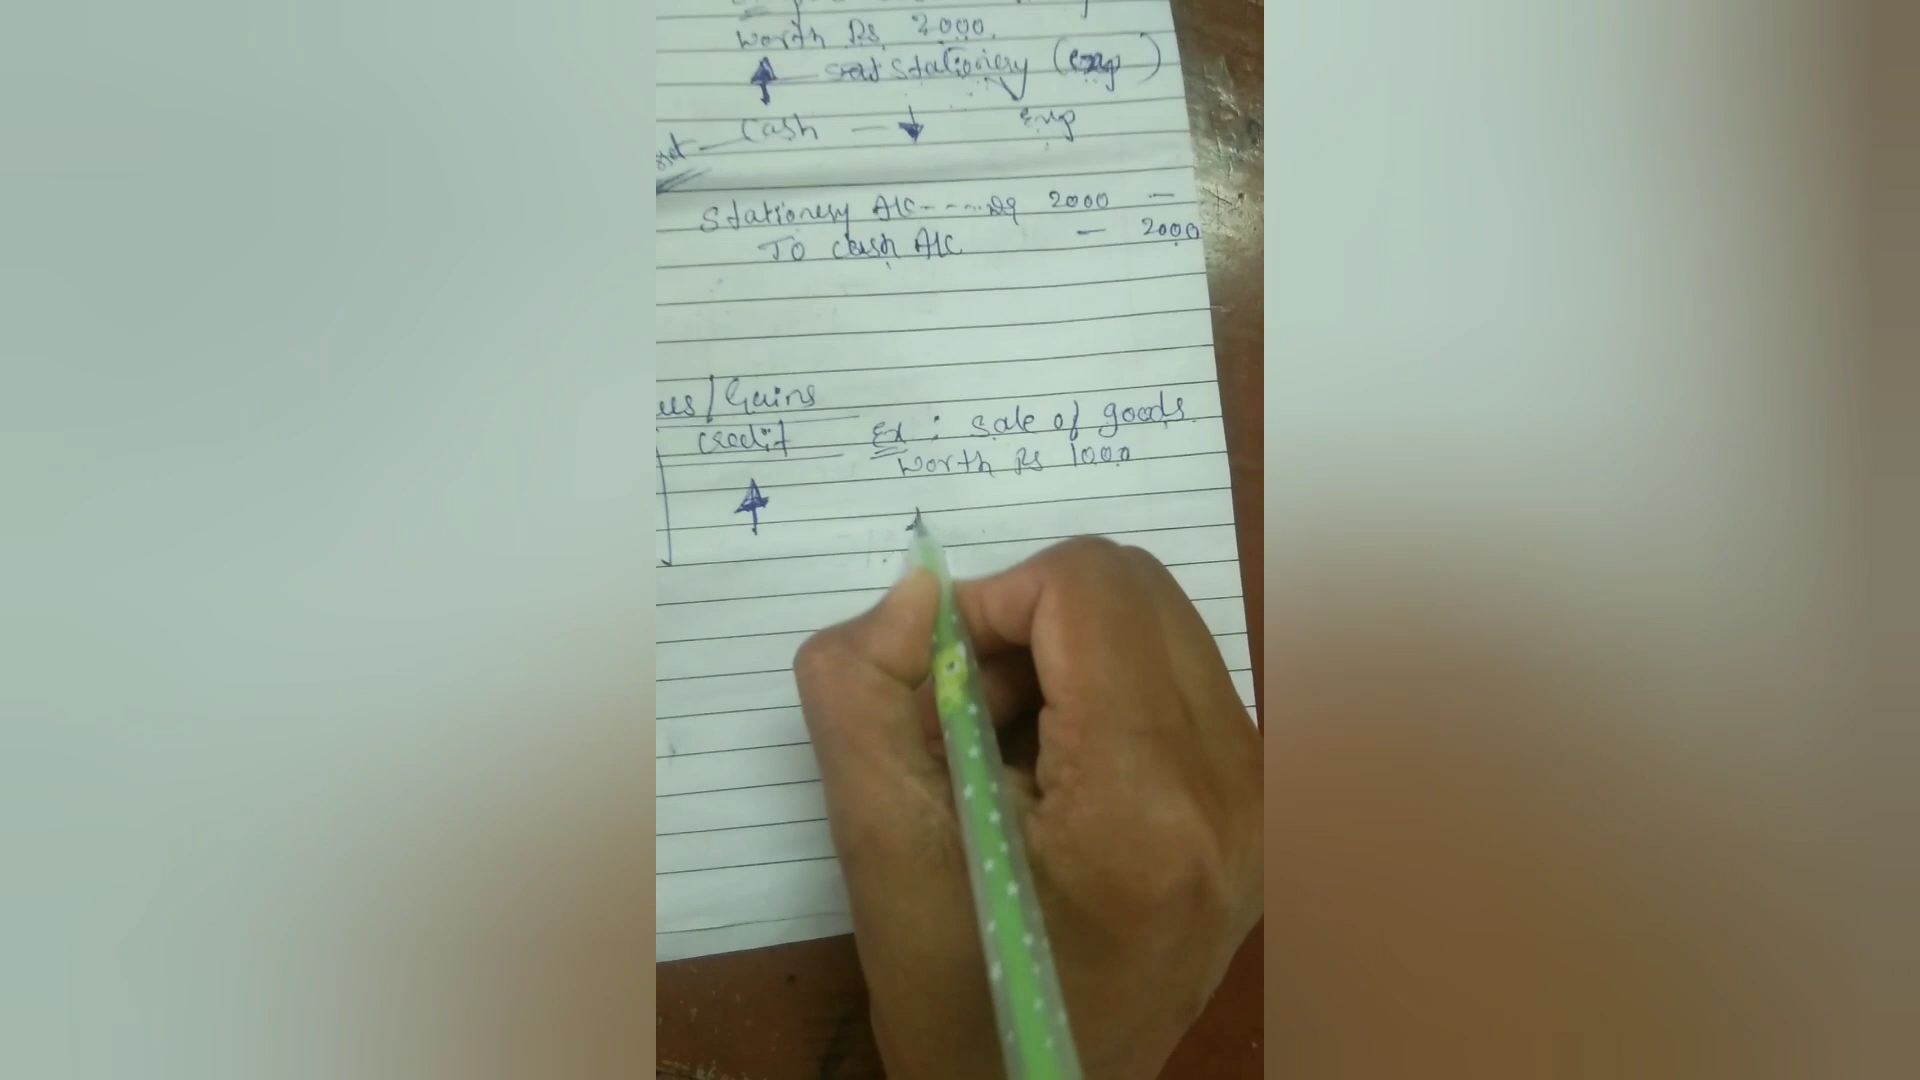 worth Rs 2000.
Stationery (exp)
Cash — Exp
Stationery A/C - - - - Dr 2000 —
TO Cash A/C — 2000
ues/Gains
Credit Ex : Sale of goods
worth Rs 1000